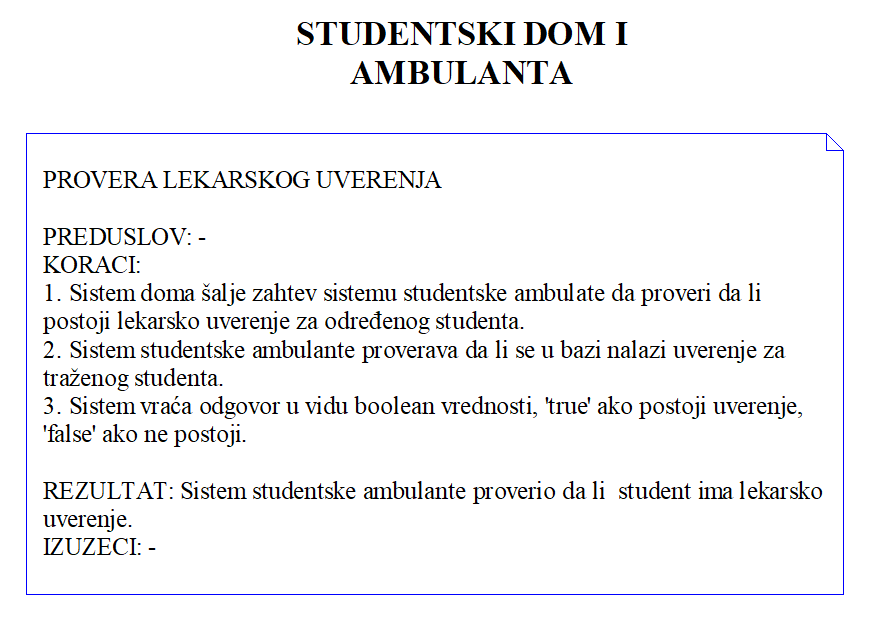 STUDENTSKI DOM I
AMBULANTA
PROVERA LEKARSKOG UVERENJA
PREDUSLOV: -
KORACI:
1. Sistem doma šalje zahtev sistemu studentske ambulate da proveri da li
postoji lekarsko uverenje za određenog studenta.
2. Sistem studentske ambulante proverava da li se u bazi nalazi uverenje za
traženog studenta.
3. Sistem vraća odgovor u vidu boolean vrednosti, 'true' ako postoji uverenje,
'false' ako ne postoji.
REZULTAT: Sistem studentske ambulante proverio da li  student ima lekarsko
uverenje.
IZUZECI: -